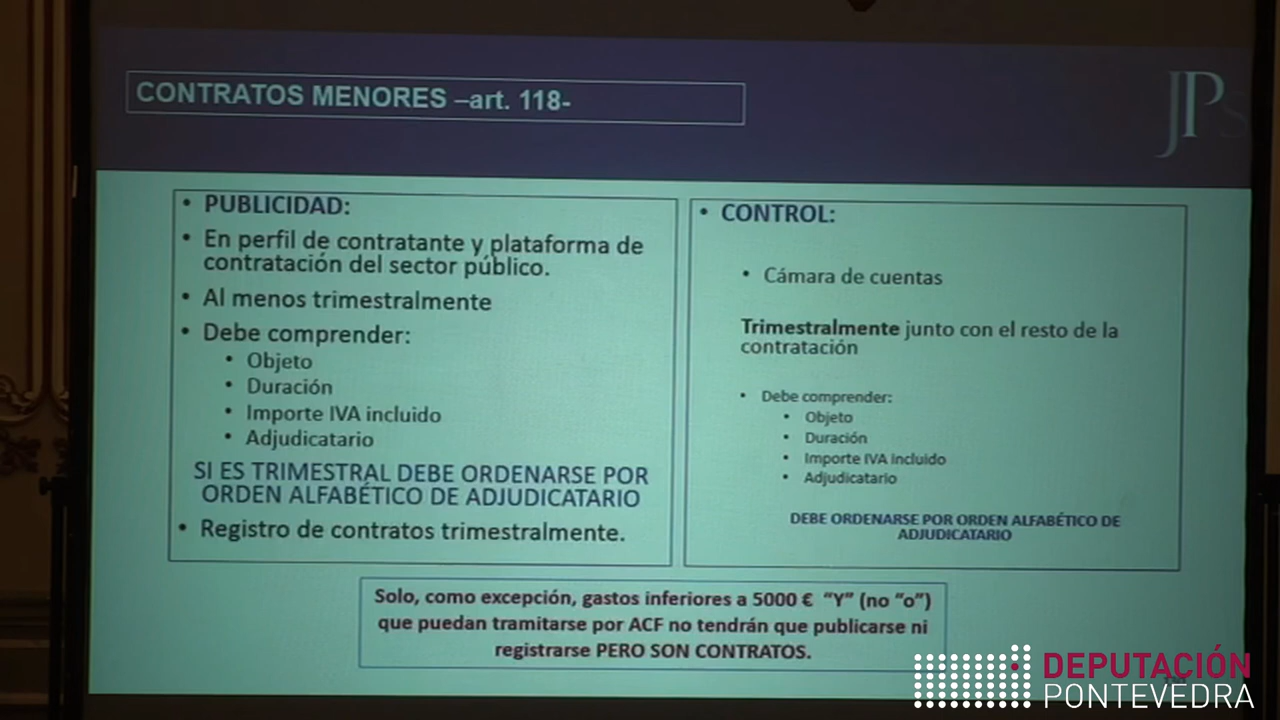 CONTRATOS MENORES –art. 118-
JPs
• PUBLICIDAD:
• En perfil de contratante y plataforma de
contratación del sector público.
• Al menos trimestralmente
• Debe comprender:
• Objeto
• Duración
• Importe IVA incluido
• Adjudicatario
SI ES TRIMESTRAL DEBE ORDENARSE POR
ORDEN ALFABÉTICO DE ADJUDICATARIO
• Registro de contratos trimestralmente.
• CONTROL:
• Cámara de cuentas
Trimestralmente junto con el resto de la
contratación
• Debe comprender:
• Objeto
• Duración
• Importe IVA incluido
• Adjudicatario
DEBE ORDENARSE POR ORDEN ALFABÉTICO DE
ADJUDICATARIO
Solo, como excepción, gastos inferiores a 5000 € “Y” (no “o”)
que puedan tramitarse por ACF no tendrán que publicarse ni
registrarse PERO SON CONTRATOS.
DEPUTACIÓN
PONTEVEDRA